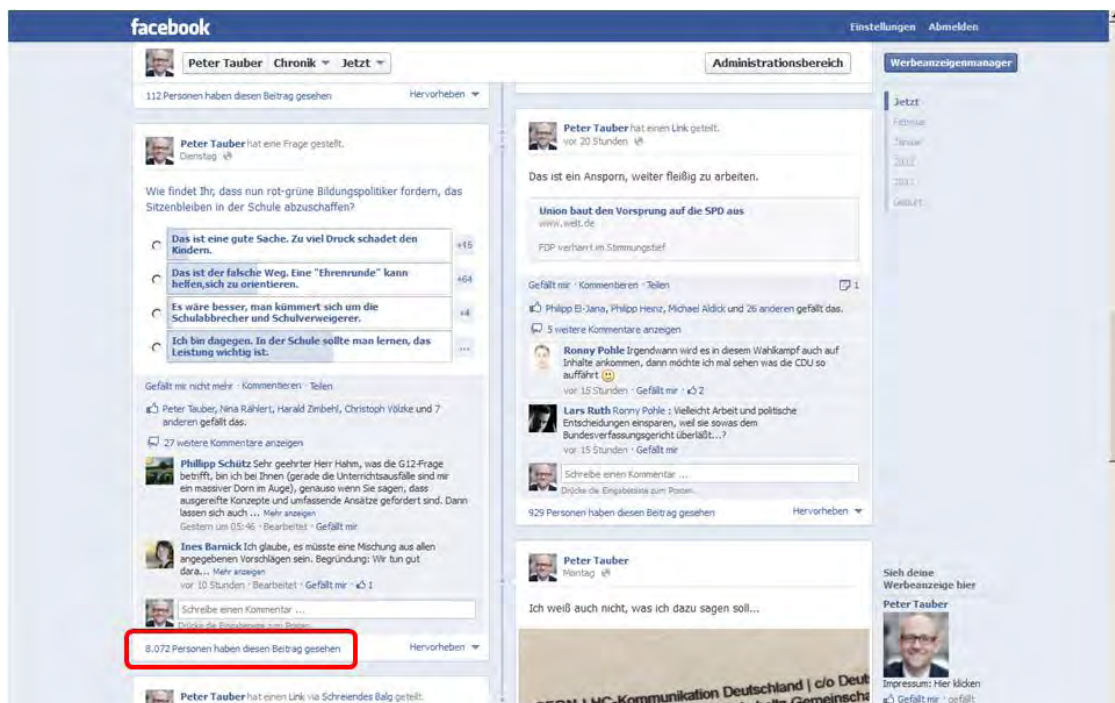 facebook
Einstellungen Abmelden
Peter Tauber Chronik Jetzt
Administrationsbereich
Werbeanzeigenmanager
112 Personen haben diesen Beitrag gesehen
Hervorheben
Peter Tauber hat eine Frage gestellt.
Dienstag
Wie findet Ihr, dass nun rot-grüne Bildungspolitiker fordern, das
Sitzenbleiben in der Schule abzuschaffen?
Das ist eine gute Sache. Zu viel Druck schadet den
Kindern.
Das ist der falsche Weg. Eine "Ehrenrunde" kann
+64
helfen,sich zu orientieren.
Es wäre besser, man kümmert sich um die
+4
Schulabbrecher und Schulverweigerer.
Ich bin dagegen. In der Schule sollte man lernen, das
...
Leistung wichtig ist.
Gefällt mir nicht mehr · Kommentieren · Teilen
Peter Tauber, Nina Rählert, Harald Zimbehl, Christoph Völzke und 7
anderen gefällt das.
27 weitere Kommentare anzeigen
Phillipp Schütz Sehr geehrter Herr Hahm, was die G12-Frage
betrifft, bin ich bei Ihnen (gerade die Unterrichtsausfälle sind mir
ein massiver Dorn im Auge), genauso wenn Sie sagen, dass
ausgereifte Konzepte und umfassende Ansätze gefordert sind. Dann
lassen sich auch ... Mehr anzeigen
Gestern um 05:46 · Bearbeitet · Gefällt mir
Ines Barnick Ich glaube, es müsste eine Mischung aus allen
angegebenen Vorschlägen sein. Begründung: Wir tun gut
dara... Mehr anzeigen
vor 10 Stunden · Bearbeitet · Gefällt mir · 1
Schreibe einen Kommentar ...
Drücke die Eingabetaste zum Posten.
8.072 Personen haben diesen Beitrag gesehen
Hervorheben
Peter Tauber hat einen Link via Schreiendes Balg geteilt.
Peter Tauber hat einen Link geteilt.
vor 20 Stunden
Das ist ein Ansporn, weiter fleißig zu arbeiten.
Union baut den Vorsprung auf die SPD aus
www.welt.de
FDP verharrt im Stimmungstief
Gefällt mir · Kommentieren · Teilen
1
Philipp El-Jana, Philipp Heinz, Michael Aldick und 26 anderen gefällt das.
5 weitere Kommentare anzeigen
Ronny Pohle Irgendwann wird es in diesem Wahlkampf auch auf
Inhalte ankommen, dann möchte ich mal sehen was die CDU so
auffährt
vor 15 Stunden · Gefällt mir · 2
Lars Ruth Ronny Pohle : Vielleicht Arbeit und politische
Entscheidungen einsparen, weil sie sowas dem
Bundesverfassungsgericht überläßt...?
vor 15 Stunden · Gefällt mir
Schreibe einen Kommentar ...
Drücke die Eingabetaste zum Posten.
929 Personen haben diesen Beitrag gesehen
Hervorheben
Peter Tauber
Montag
Ich weiß auch nicht, was ich dazu sagen soll...
LHC-Kommunikation Deutschland | c/o Deut
Gemeinscha
Jetzt
Februar
Januar
2012
Geburt
Sieh deine
Werbeanzeige hier
Peter Tauber
Impressum: Hier klicken
Gefällt mir · gefällt